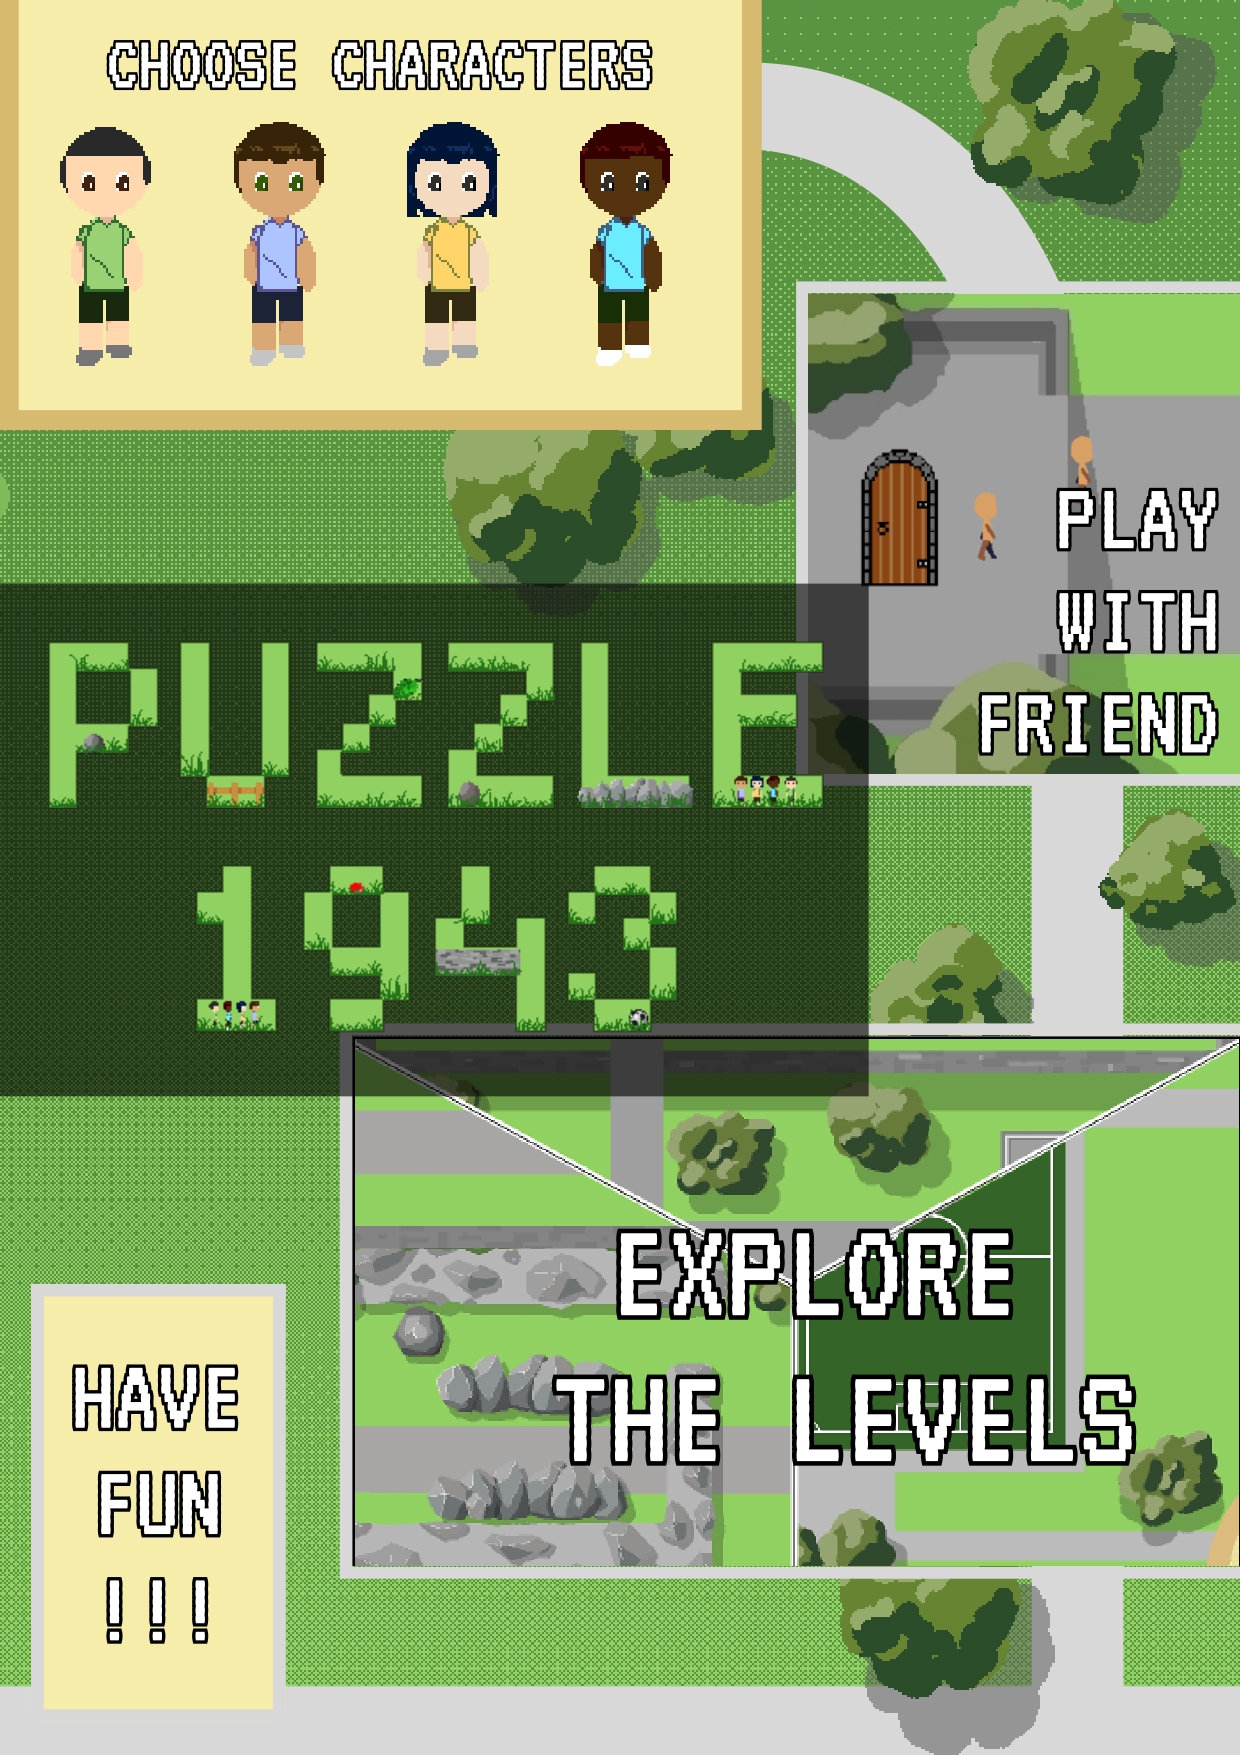 CHOOSE CHARACTERS
PLAY
WITH
FRIEND
PUZZLE
1943
EXPLORE
THE LEVELS
HAVE
FUN
!!!